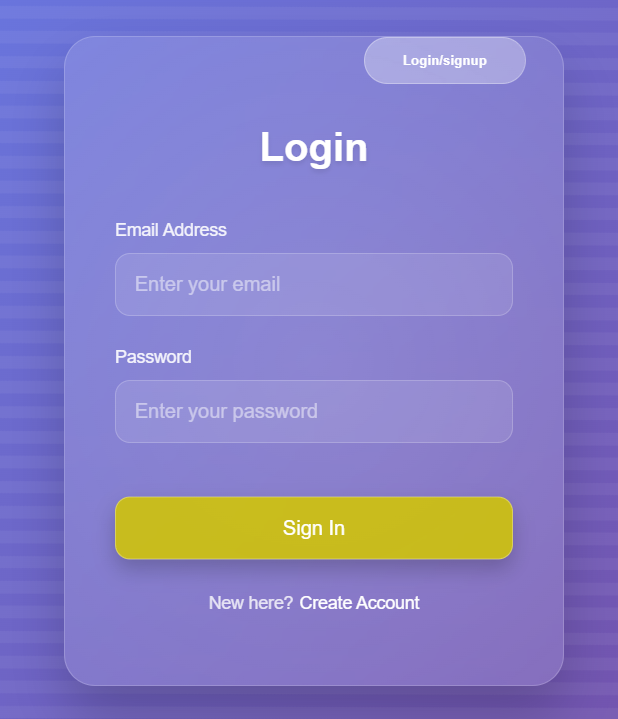 Login/signup
Login
Email Address
Enter your email
Password
Enter your password
Sign In
New here? Create Account